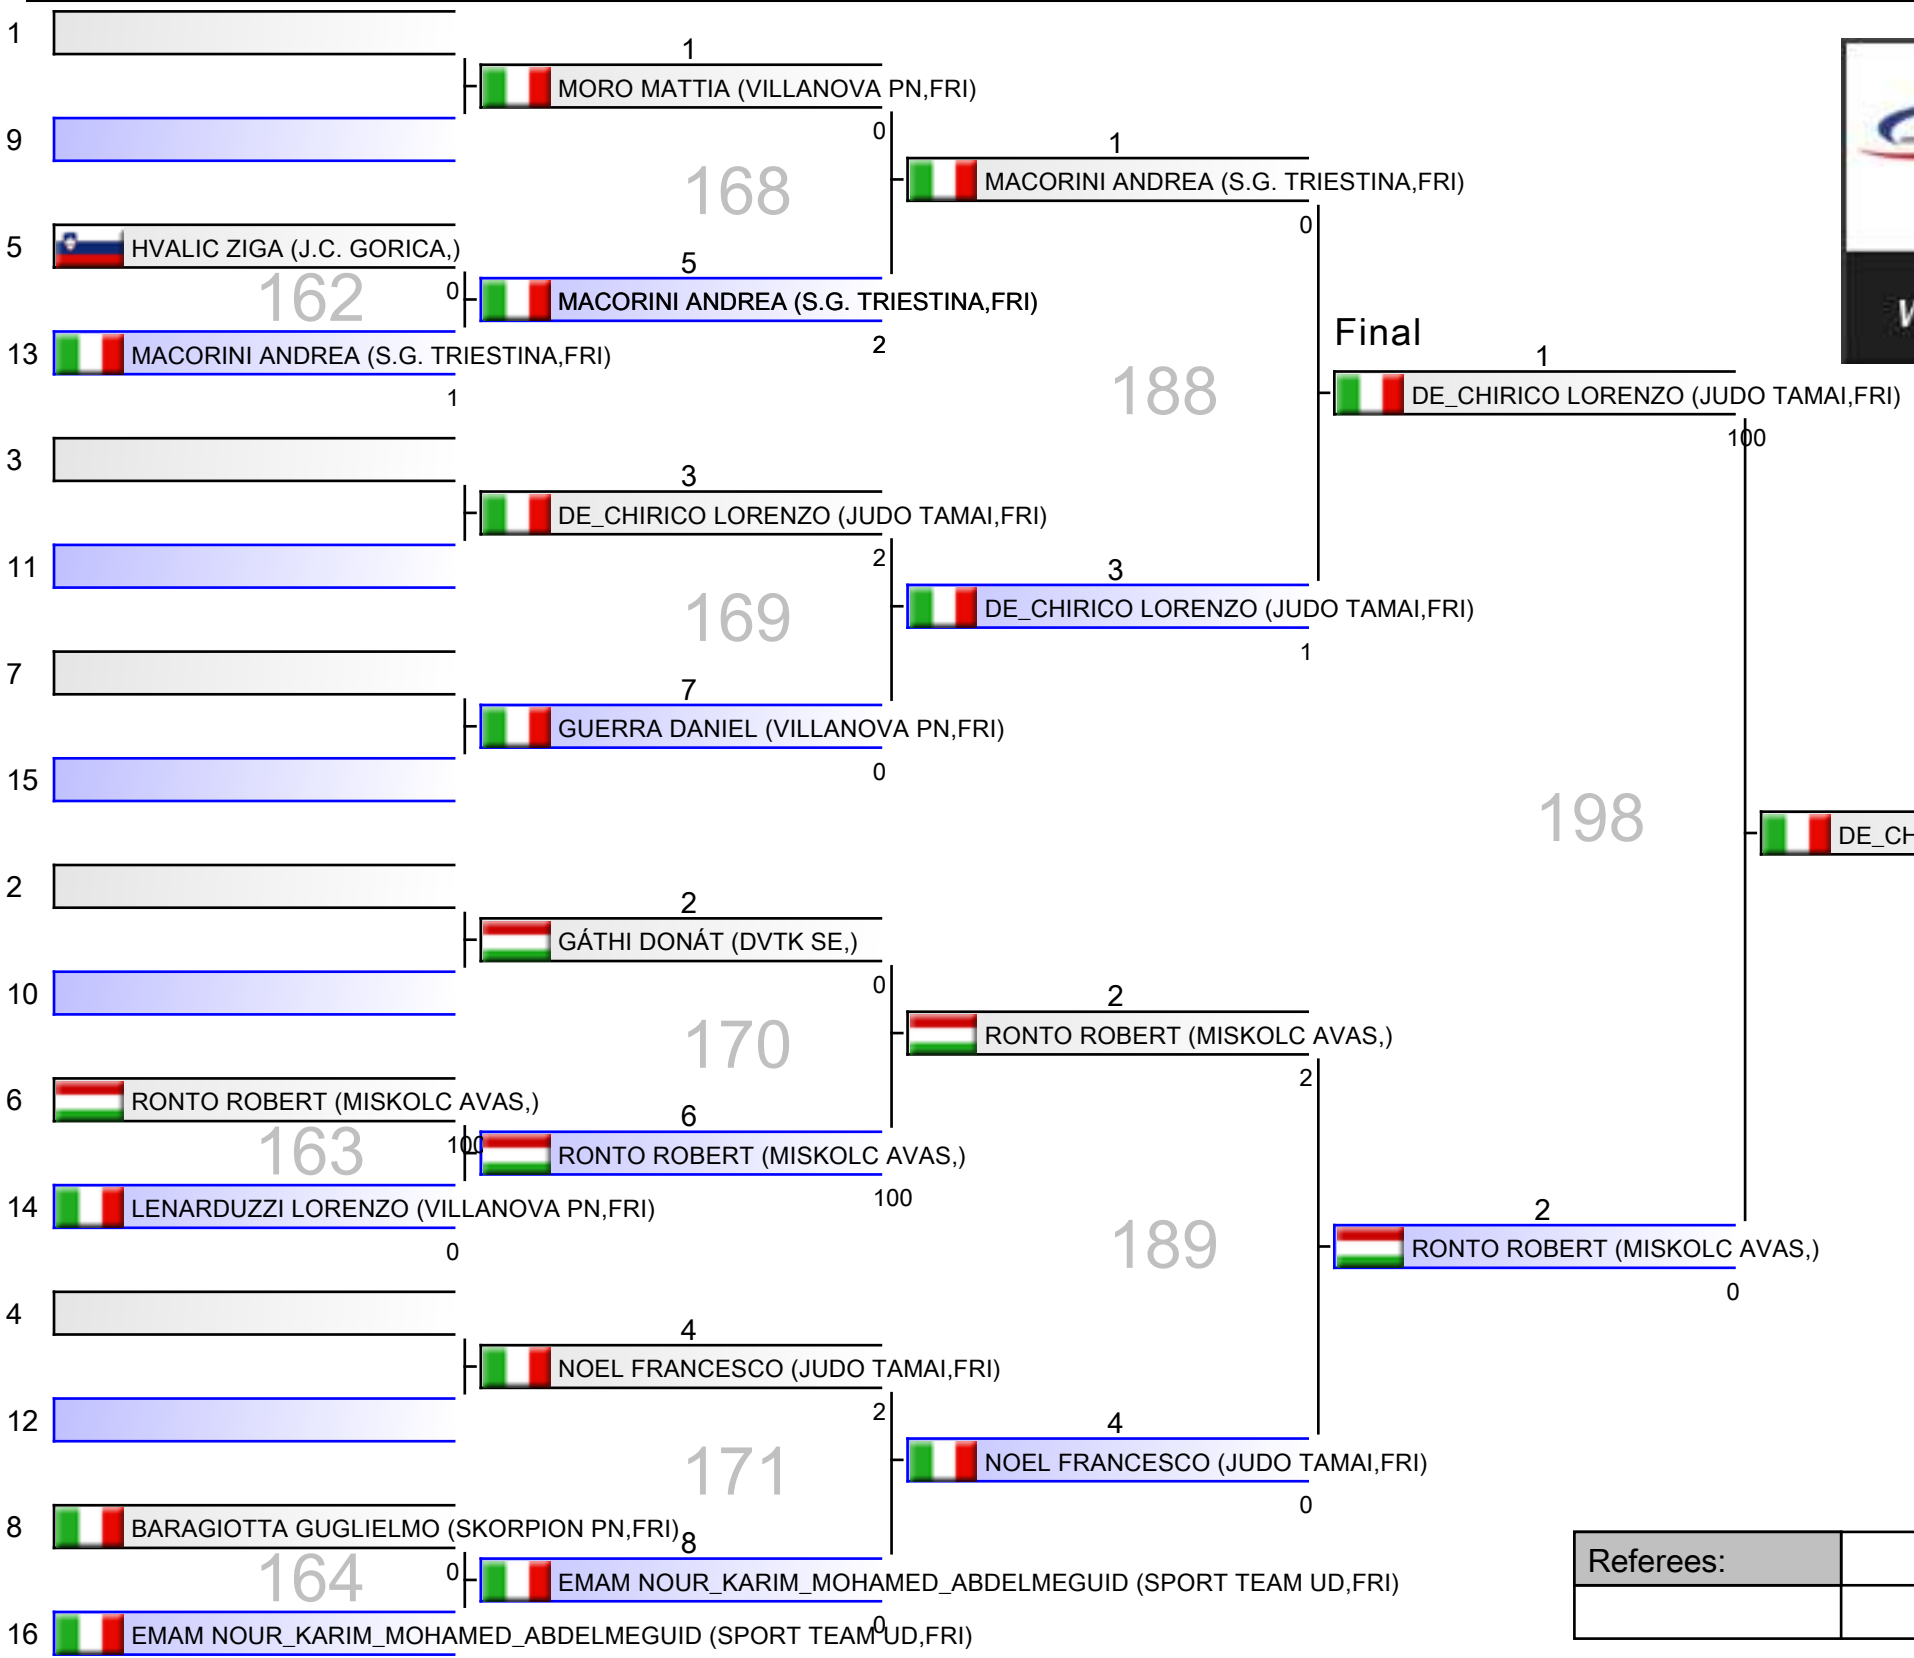 1
1
MORO MATTIA (VILLANOVA PN,FRI)
0
9
168
1
MACORINI ANDREA (S.G. TRIESTINA,FRI)
0
5
HVALIC ZIGA (J.C. GORICA,)
162
0
5
MACORINI ANDREA (S.G. TRIESTINA,FRI)
2
13
MACORINI ANDREA (S.G. TRIESTINA,FRI)
1
Final
188
1
DE_CHIRICO LORENZO (JUDO TAMAI,FRI)
100
3
3
DE_CHIRICO LORENZO (JUDO TAMAI,FRI)
2
11
169
3
DE_CHIRICO LORENZO (JUDO TAMAI,FRI)
1
7
7
GUERRA DANIEL (VILLANOVA PN,FRI)
0
15
198
DE_CH
2
2
GÁTHI DONÁT (DVTK SE,)
0
10
170
2
RONTO ROBERT (MISKOLC AVAS,)
2
6
RONTO ROBERT (MISKOLC AVAS,)
163
100
6
RONTO ROBERT (MISKOLC AVAS,)
100
14
LENARDUZZI LORENZO (VILLANOVA PN,FRI)
0
189
2
RONTO ROBERT (MISKOLC AVAS,)
0
4
4
NOEL FRANCESCO (JUDO TAMAI,FRI)
2
12
171
4
NOEL FRANCESCO (JUDO TAMAI,FRI)
0
8
BARAGIOTTA GUGLIELMO (SKORPION PN,FRI)
164
0
8
EMAM NOUR_KARIM_MOHAMED_ABDELMEGUID (SPORT TEAM UD,FRI)
0
16
EMAM NOUR_KARIM_MOHAMED_ABDELMEGUID (SPORT TEAM UD,FRI)
Referees: